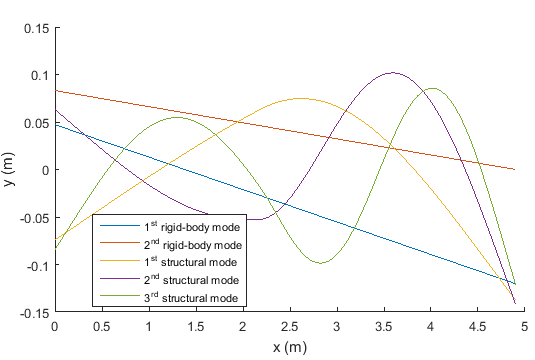 0.15
0.1
0.05
0
-0.05
-0.1
-0.15
y (m)
1st rigid-body mode
2nd rigid-body mode
1st structural mode
2nd structural mode
3rd structural mode
0 0.5 1 1.5 2 2.5 3 3.5 4 4.5 5
x (m)